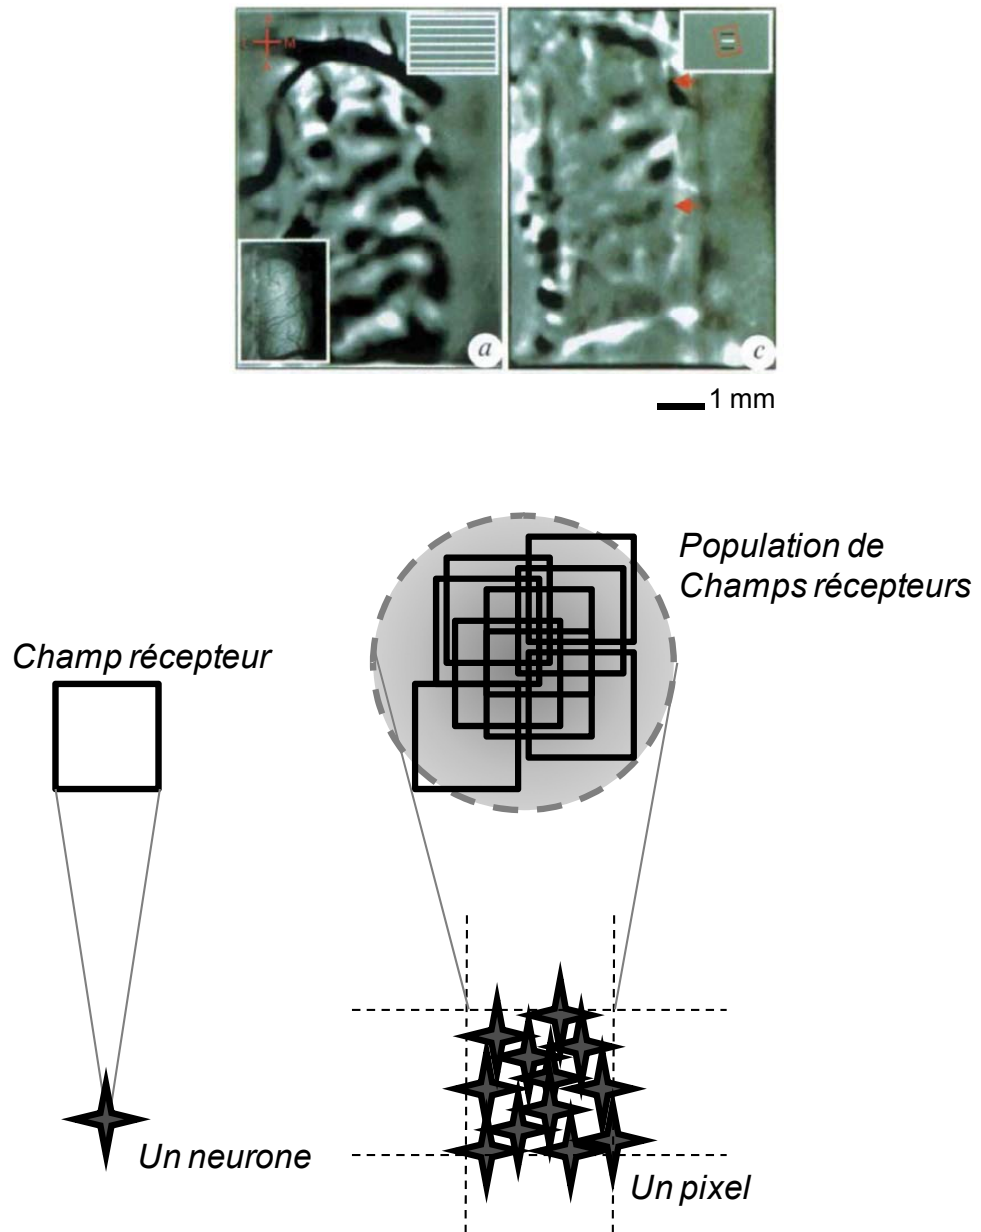 M
a
c
1 mm
Population de
Champs récepteurs
Champ récepteur
Un neurone
Un pixel